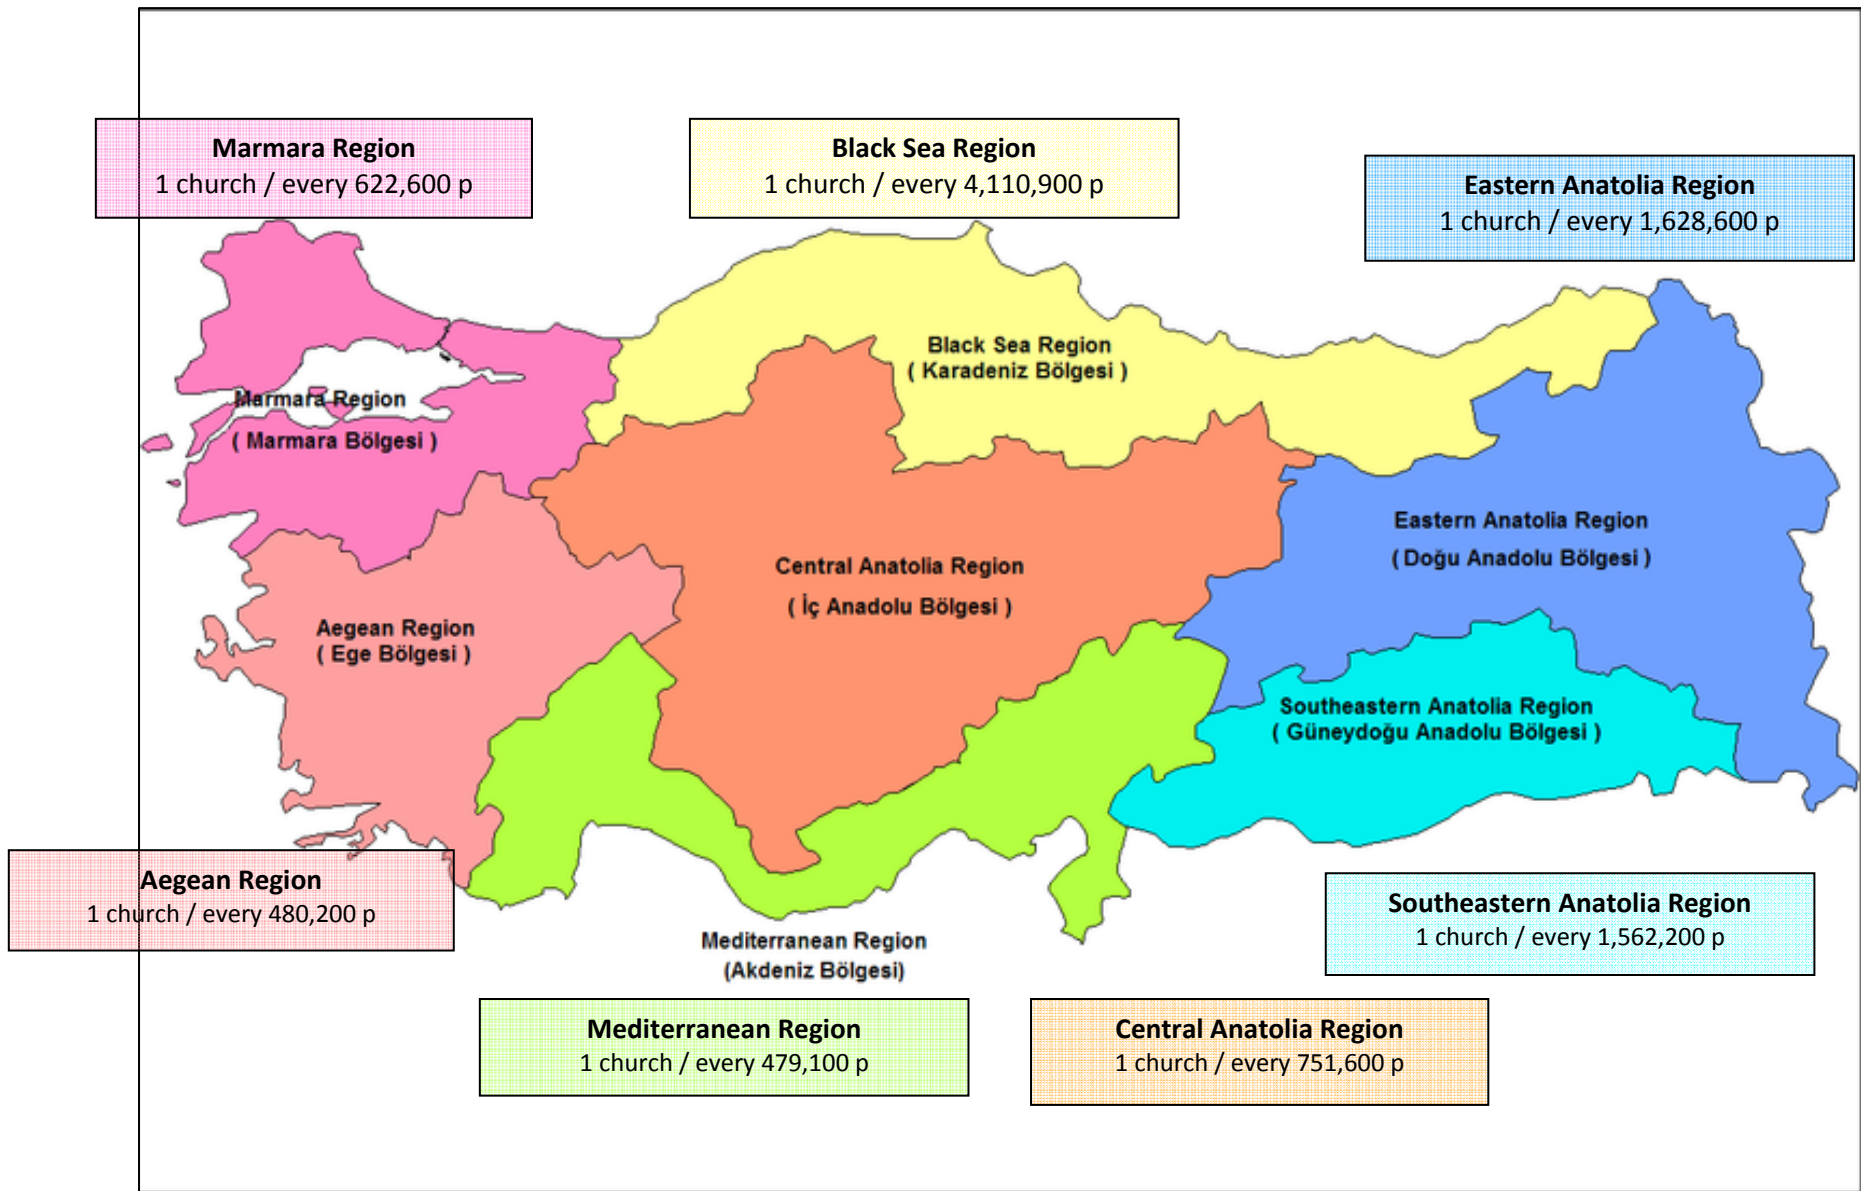 Marmara Region
1 church / every 622,600 p
Black Sea Region
1 church / every 4,110,900 p
Eastern Anatolia Region
1 church / every 1,628,600 p
Black Sea Region
( Karadeniz Bölgesi )
Marmara Region
( Marmara Bölgesi )
Eastern Anatolia Region
( Doğu Anadolu Bölgesi )
Central Anatolia Region
( İç Anadolu Bölgesi )
Aegean Region
( Ege Bölgesi )
Southeastern Anatolia Region
( Güneydoğu Anadolu Bölgesi )
Aegean Region
1 church / every 480,200 p
Southeastern Anatolia Region
1 church / every 1,562,200 p
Mediterranean Region
(Akdeniz Bölgesi)
Mediterranean Region
1 church / every 479,100 p
Central Anatolia Region
1 church / every 751,600 p